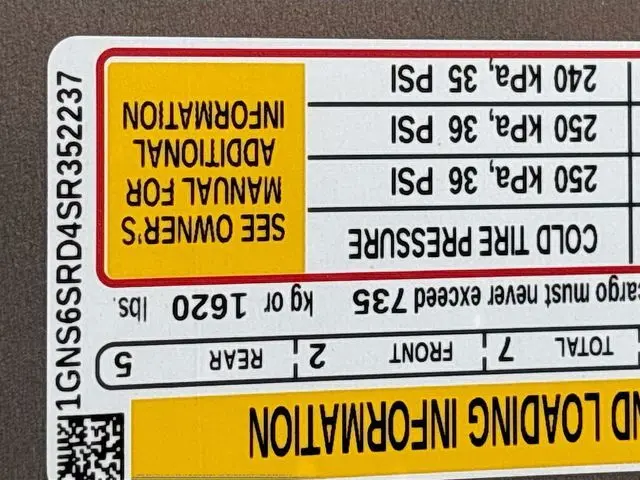 ND LOADING INFORMATION
TOTAL 7 FRONT 2 REAR 5
cargo must never exceed 735 kg or 1620 lbs.
COLD TIRE PRESSURE
250 kPa, 36 PSI
250 kPa, 36 PSI
240 kPa, 35 PSI
SEE OWNER'S
MANUAL FOR
ADDITIONAL
INFORMATION
1GNS6SRD4SR352237